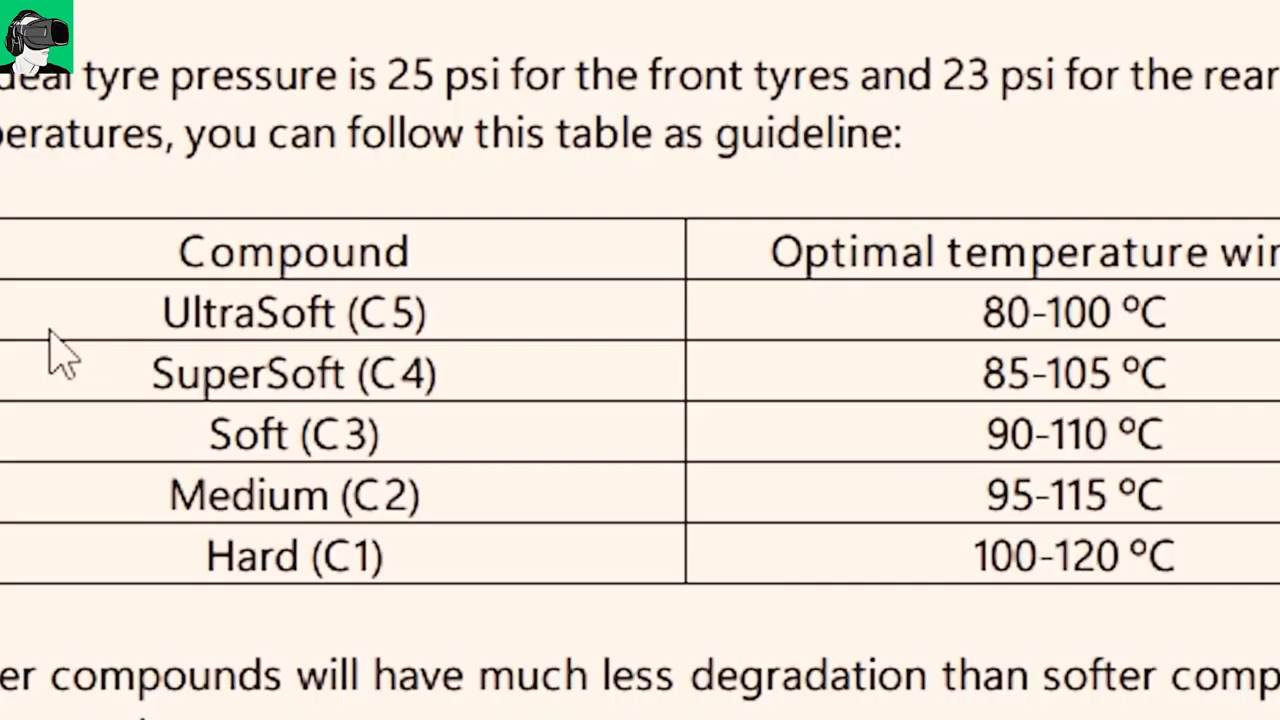 deal tyre pressure is 25 psi for the front tyres and 23 psi for the rear
peratures, you can follow this table as guideline:
Compound Optimal temperature win
UltraSoft (C5) 80-100 ºC
SuperSoft (C4) 85-105 ºC
Soft (C3) 90-110 ºC
Medium (C2) 95-115 ºC
Hard (C1) 100-120 ºC
er compounds will have much less degradation than softer comp